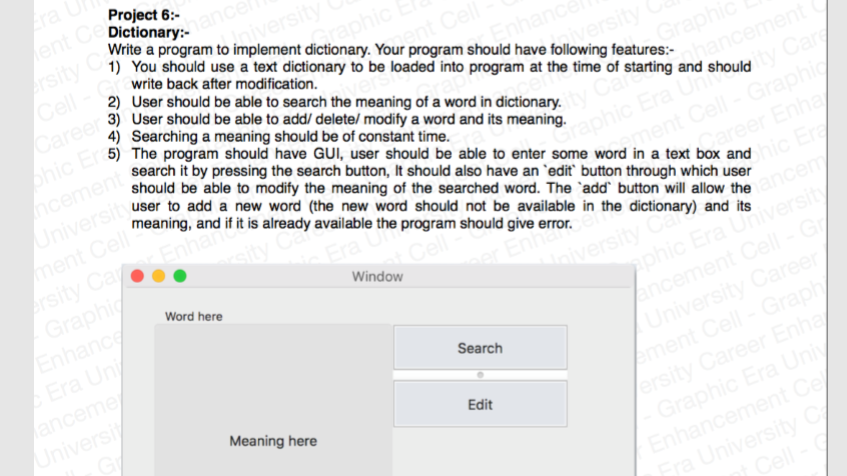 Project 6:-
Dictionary:-
Write a program to implement dictionary. Your program should have following features:-
1) You should use a text dictionary to be loaded into program at the time of starting and should
write back after modification.
2) User should be able to search the meaning of a word in dictionary.
3) User should be able to add/ delete/ modify a word and its meaning.
4) Searching a meaning should be of constant time.
5) The program should have GUI, user should be able to enter some word in a text box and
search it by pressing the search button, It should also have an `edit` button through which user
should be able to modify the meaning of the searched word. The `add` button will allow the
user to add a new word (the new word should not be available in the dictionary) and its
meaning, and if it is already available the program should give error.
Window
Word here
Search
Edit
Meaning here